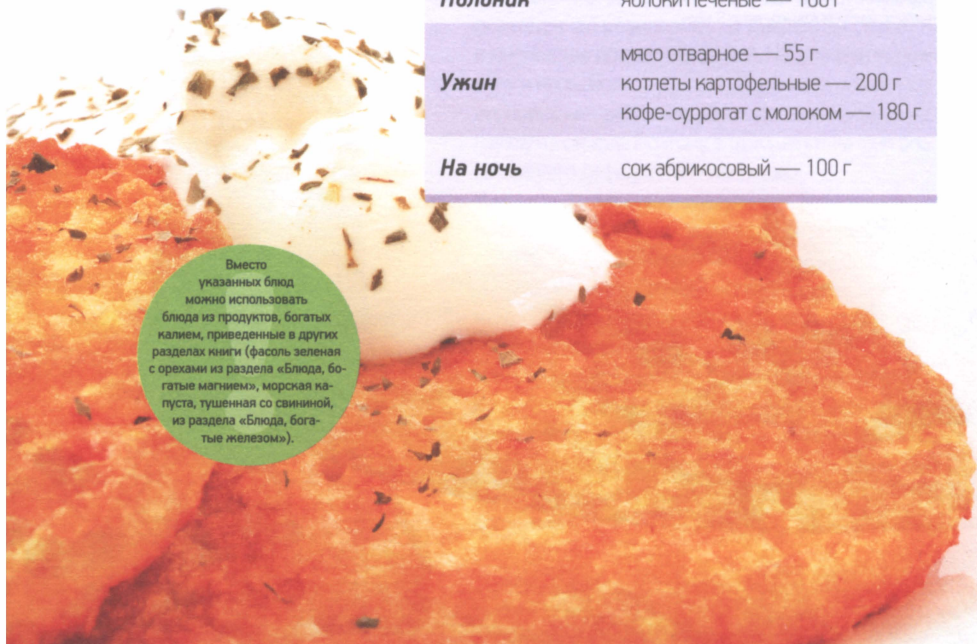 Полоник
яблоки печеные — 100 г
Ужин
мясо отварное — 55 г
котлеты картофельные — 200 г
кофе-суррогат с молоком — 180 г
На ночь
сок абрикосовый — 100 г
Вместо
указанных блюд
можно использовать
блюда из продуктов, богатых
калием, приведенные в других
разделах книги (фасоль зеленая
с орехами из раздела «Блюда, бо-
гатые магнием», морская ка-
пуста, тушенная со свининой,
из раздела «Блюда, бога-
тые железом»).